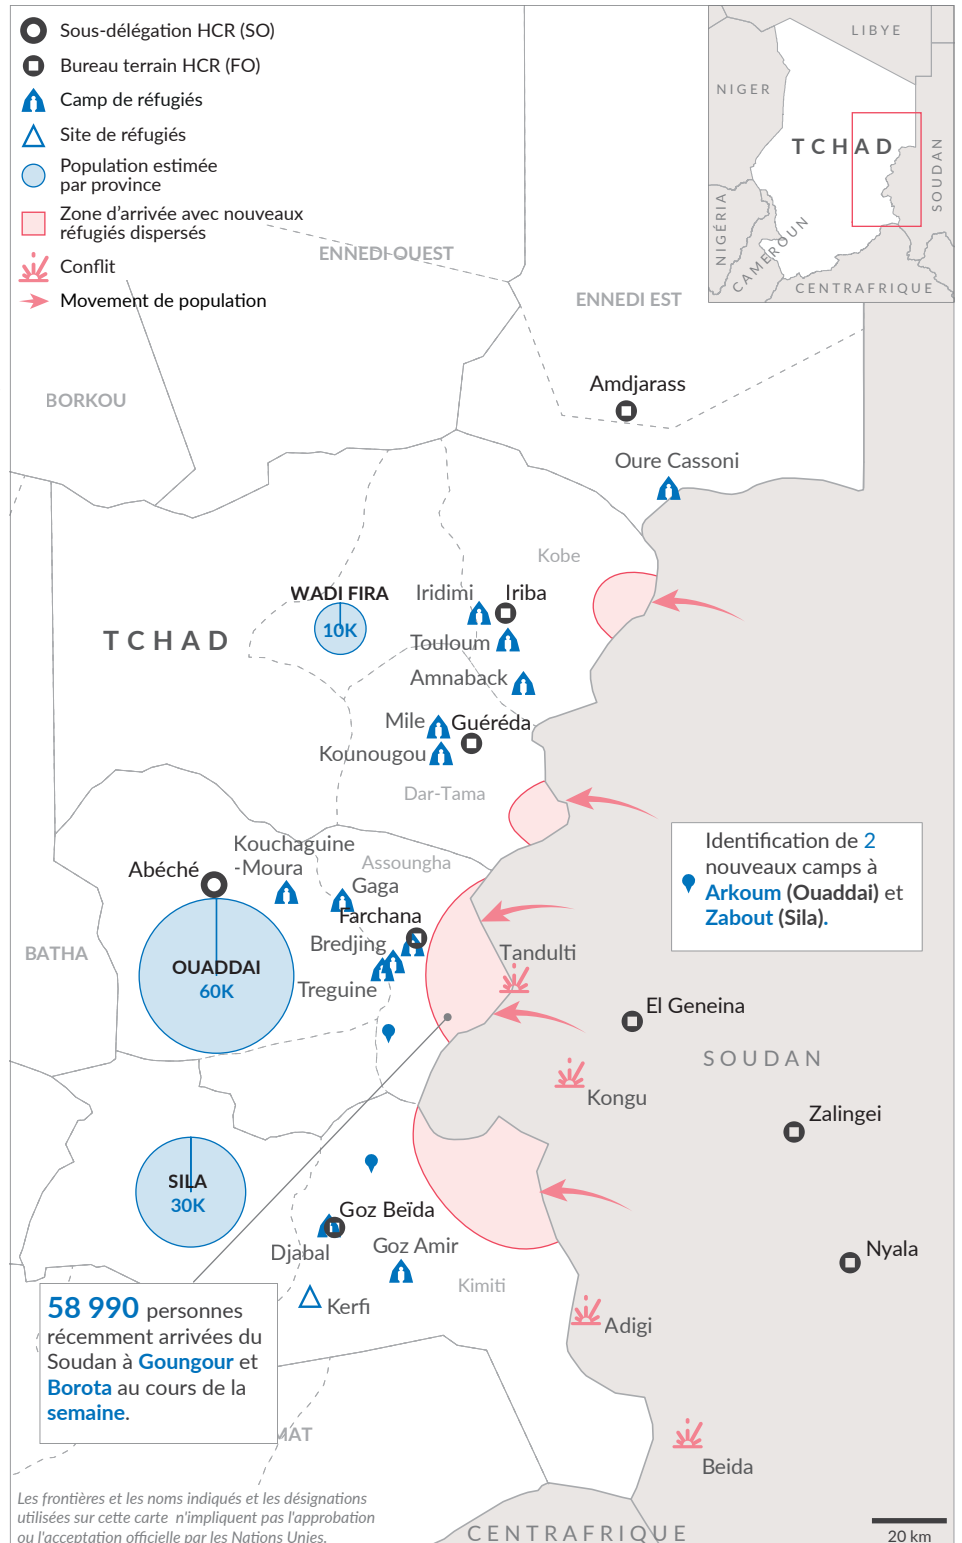 Sous-délégation HCR (SO)
Bureau terrain HCR (FO)
Camp de réfugiés
Site de réfugiés
Population estimée
par province
Zone d'arrivée avec nouveaux
réfugiés dispersés
Conflit
Movement de population
LIBYE
NIGER
TCHAD
SOUDAN
NIGÉRIA
CAMEROUN
CENTRAFRIQUE
ENNEDI OUEST
ENNEDI EST
BORKOU
Amdjarass
Oure Cassoni
Kobe
WADI FIRA
10K
Iridimi
Iriba
TCHAD
Touloum
Amnaback
Mile
Guéréda
Kounougou
Dar-Tama
Identification de 2
nouveaux camps à
Arkoum (Ouaddai) et
Zabout (Sila).
Kouchaguine
-Moura
Assoungha
Abéché
Gaga
Farchana
Bredjing
Treguine
BATHA
OUADDAI
60K
Tandulti
El Geneina
SOUDAN
Kongu
Zalingei
SILA
30K
Goz Beïda
Djabal
Goz Amir
Kerfi
Kimiti
Nyala
Adigi
58 990 personnes
récemment arrivées du
Soudan à Goungour et
Borota au cours de la
semaine.
MAT
Beida
Les frontières et les noms indiqués et les désignations
utilisées sur cette carte n'impliquent pas l'approbation
ou l'acceptation officielle par les Nations Unies.
CENTRAFRIQUE
20 km